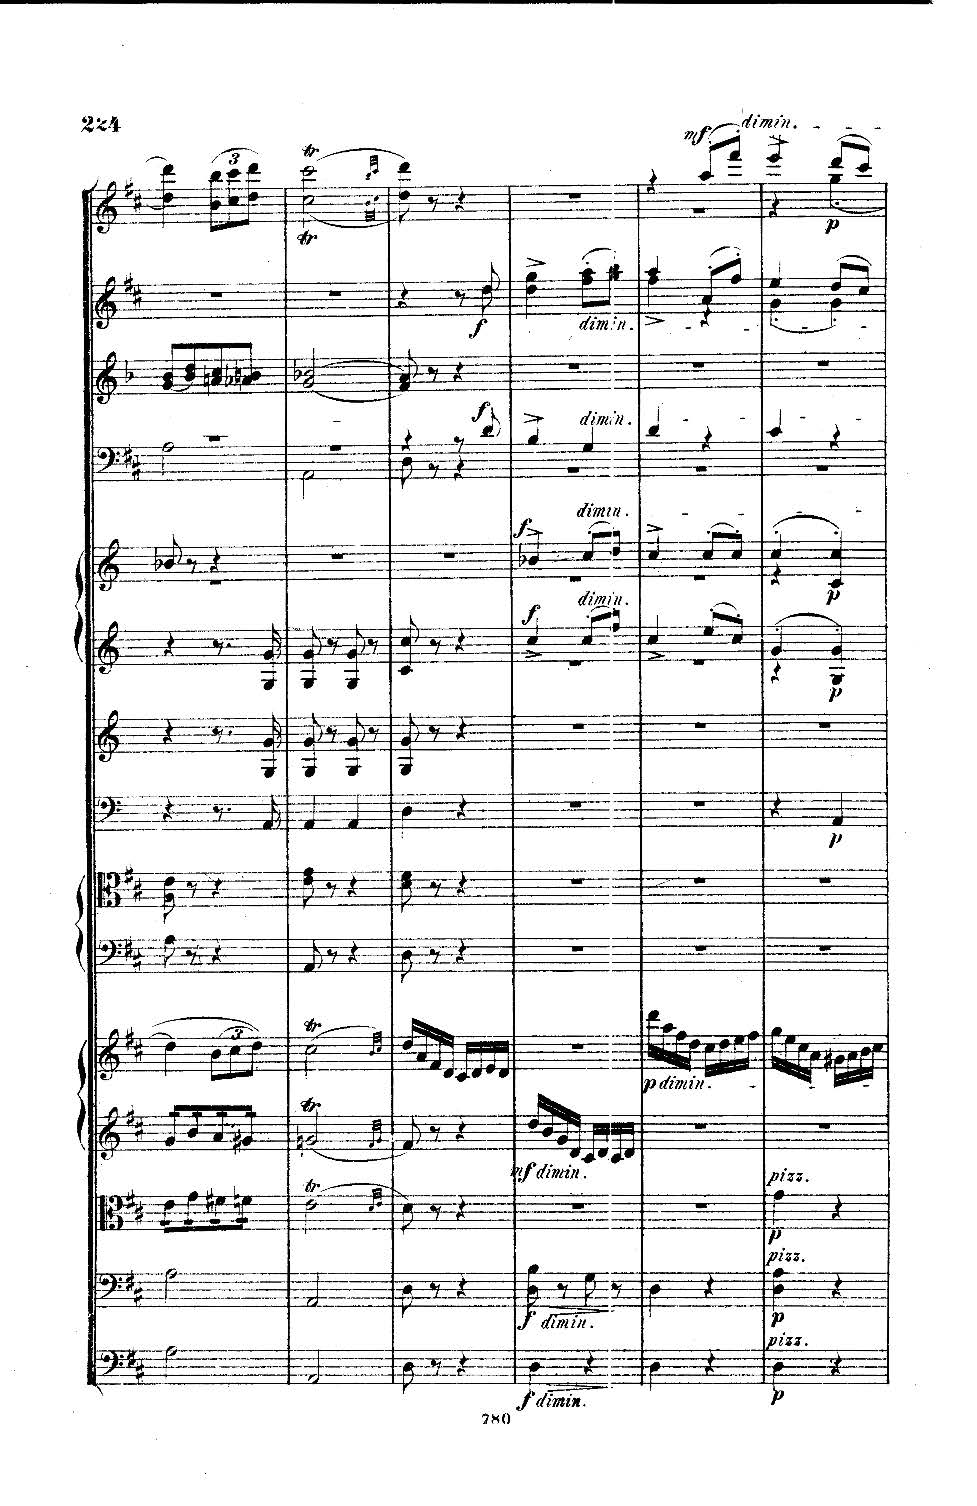 224
mf dimin.
tr 3
tr p
f dimin.
f dimin.
dimin.
f
p
dimin.
f
p
p
tr 3
p dimin.
tr
mf dimin.
pizz.
tr
p
pizz.
f dimin. p
pizz.
f dimin. p
780